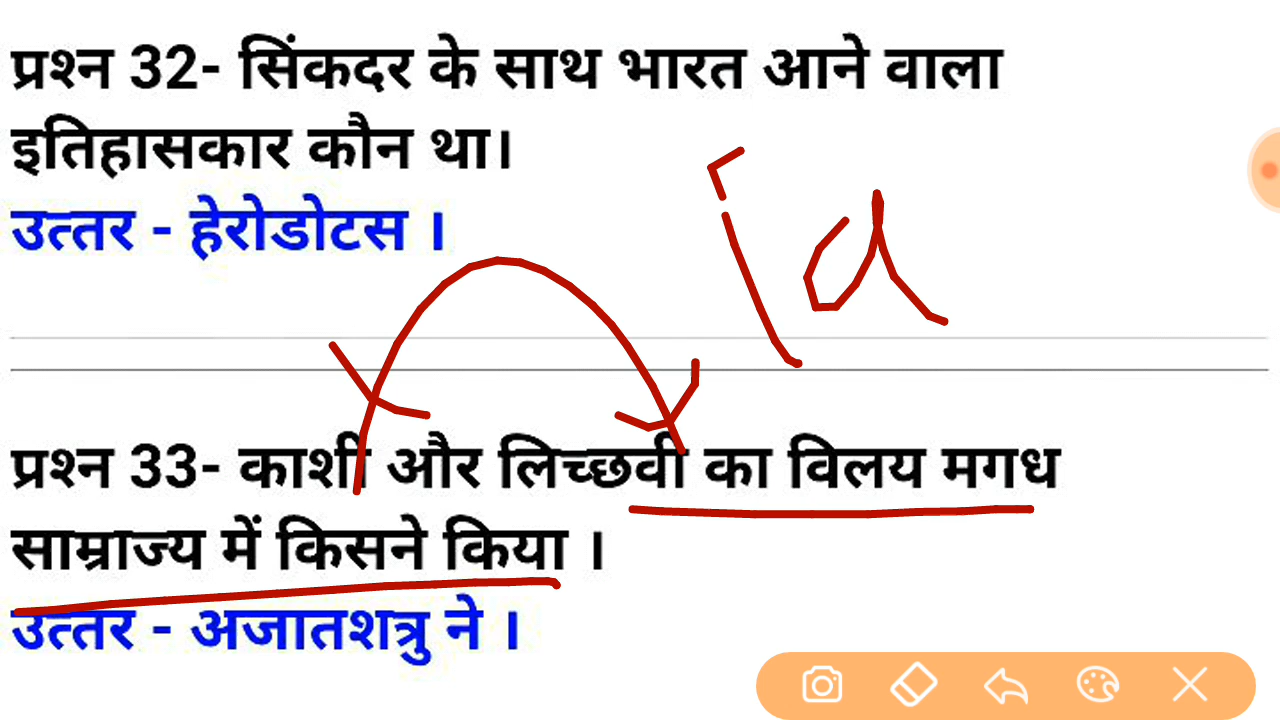 प्रश्न 32- सिंकदर के साथ भारत आने वाला
इतिहासकार कौन था।
उत्तर - हेरोडोटस ।
प्रश्न 33- काशी और लिच्छवी का विलय मगध
साम्राज्य में किसने किया ।
उत्तर - अजातशत्रु ने ।